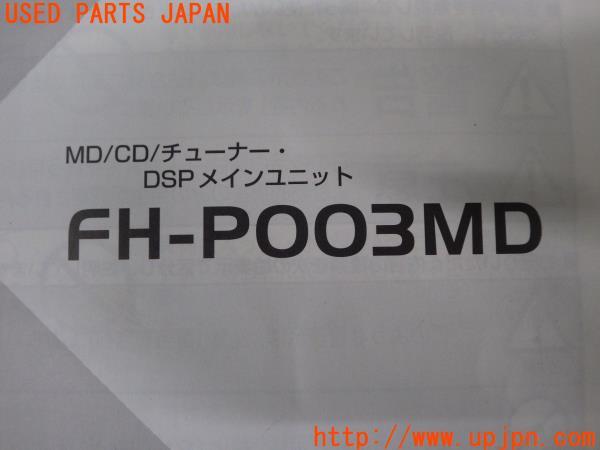 USED PARTS JAPAN
MD/CD/チューナー・
DSPメインユニット
FH-P003MD
http://www.upjpn.com